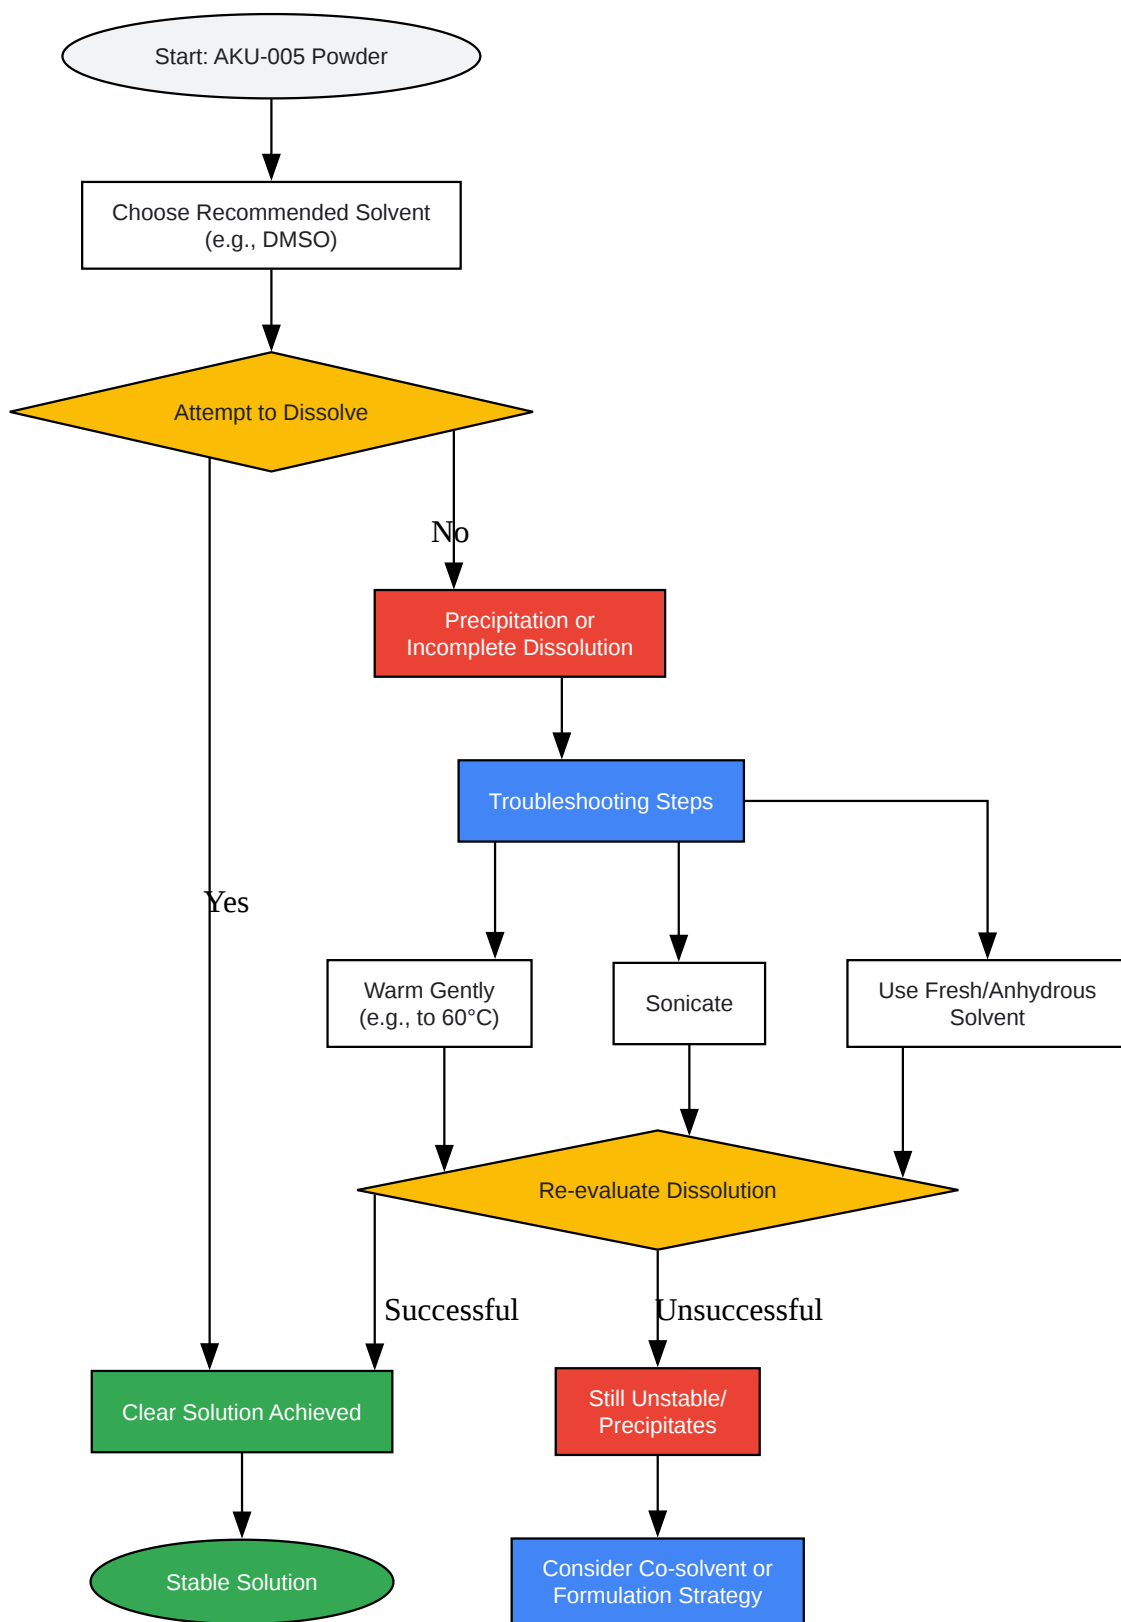 Start: AKU-005 Powder
Choose Recommended Solvent
(e.g., DMSO)
Attempt to Dissolve
No
Precipitation or
Incomplete Dissolution
Troubleshooting Steps
Yes
Warm Gently
(e.g., to 60°C)
Sonicate
Use Fresh/Anhydrous
Solvent
Re-evaluate Dissolution
Successful
Unsuccessful
Clear Solution Achieved
Still Unstable/
Precipitates
Stable Solution
Consider Co-solvent or
Formulation Strategy